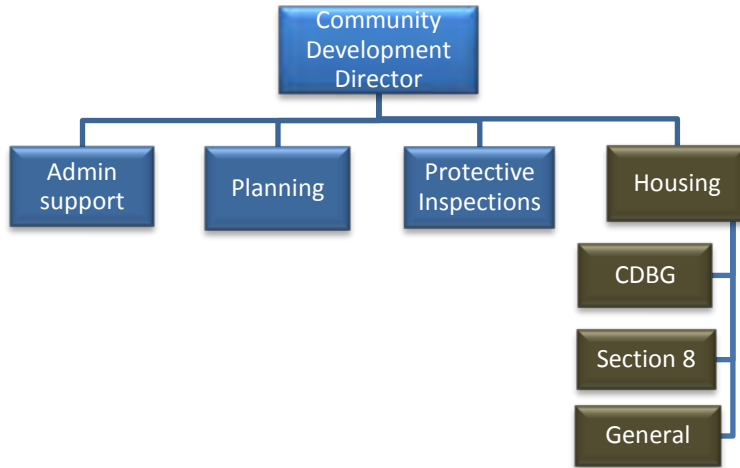 Community
Development
Director
Admin
support
Planning
Protective
Inspections
Housing
CDBG
Section 8
General